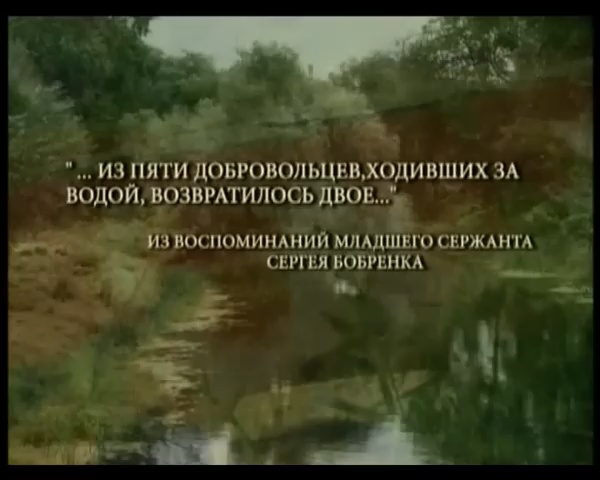 "... ИЗ ПЯТИ ДОБРОВОЛЬЦЕВ,ХОДИВШИХ ЗА
ВОДОЙ, ВОЗВРАТИЛОСЬ ДВОЕ..."
ИЗ ВОСПОМИНАНИЙ МЛАДШЕГО СЕРЖАНТА
СЕРГЕЯ БОБРЕНКА